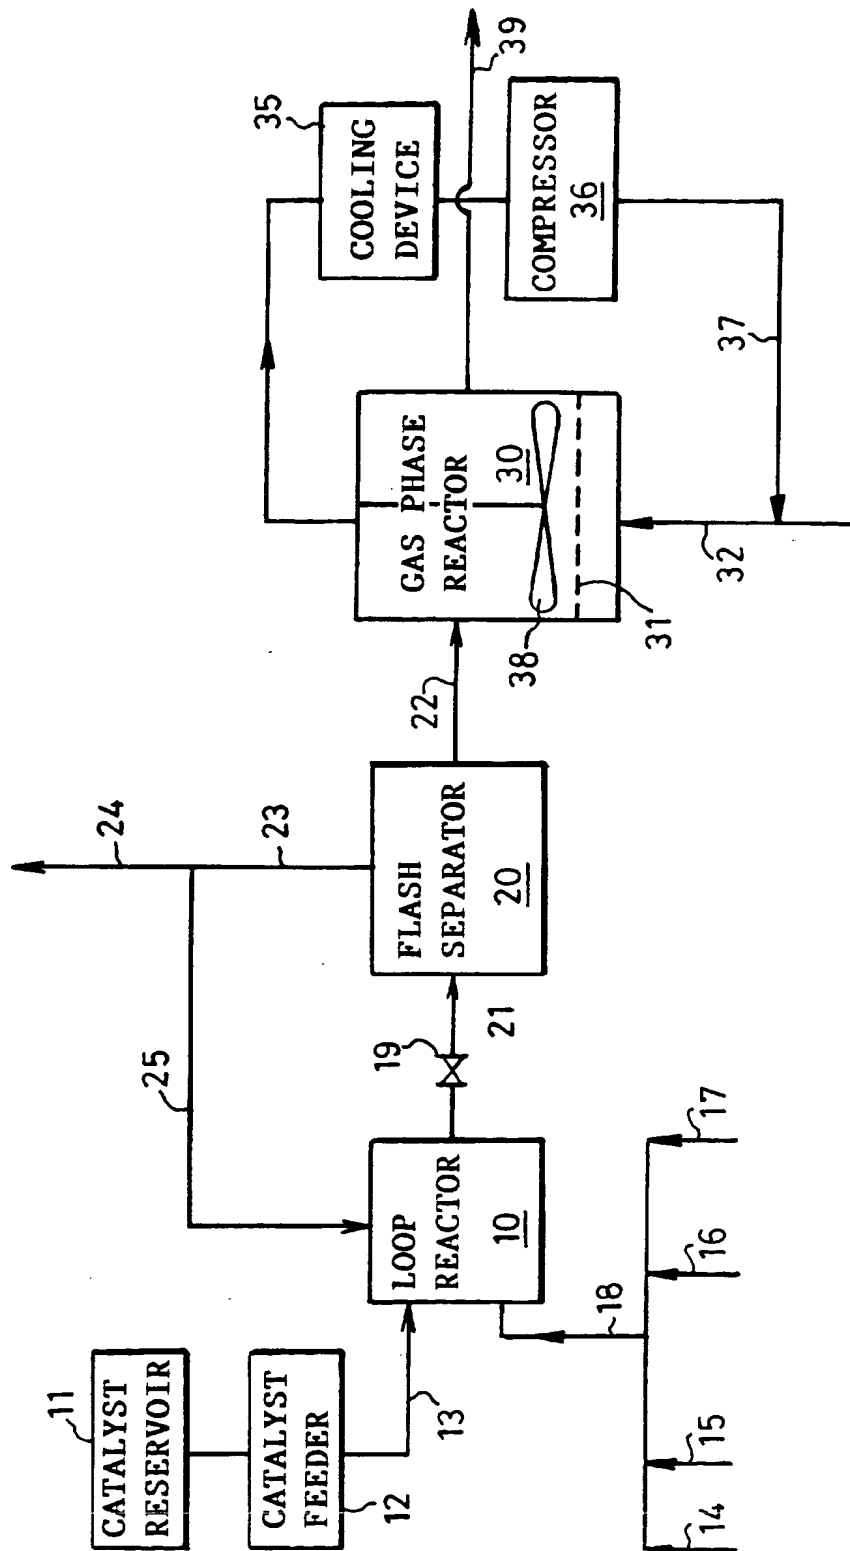 CATALYST
RESERVOIR
11
CATALYST
FEEDER
12
13
14
15
16
17
18
LOOP
REACTOR
10
25
19
21
24
23
FLASH
SEPARATOR
20
22
GAS PHASE
REACTOR
30
38
31
32
35
COOLING
DEVICE
39
COMPRESSOR
36
37